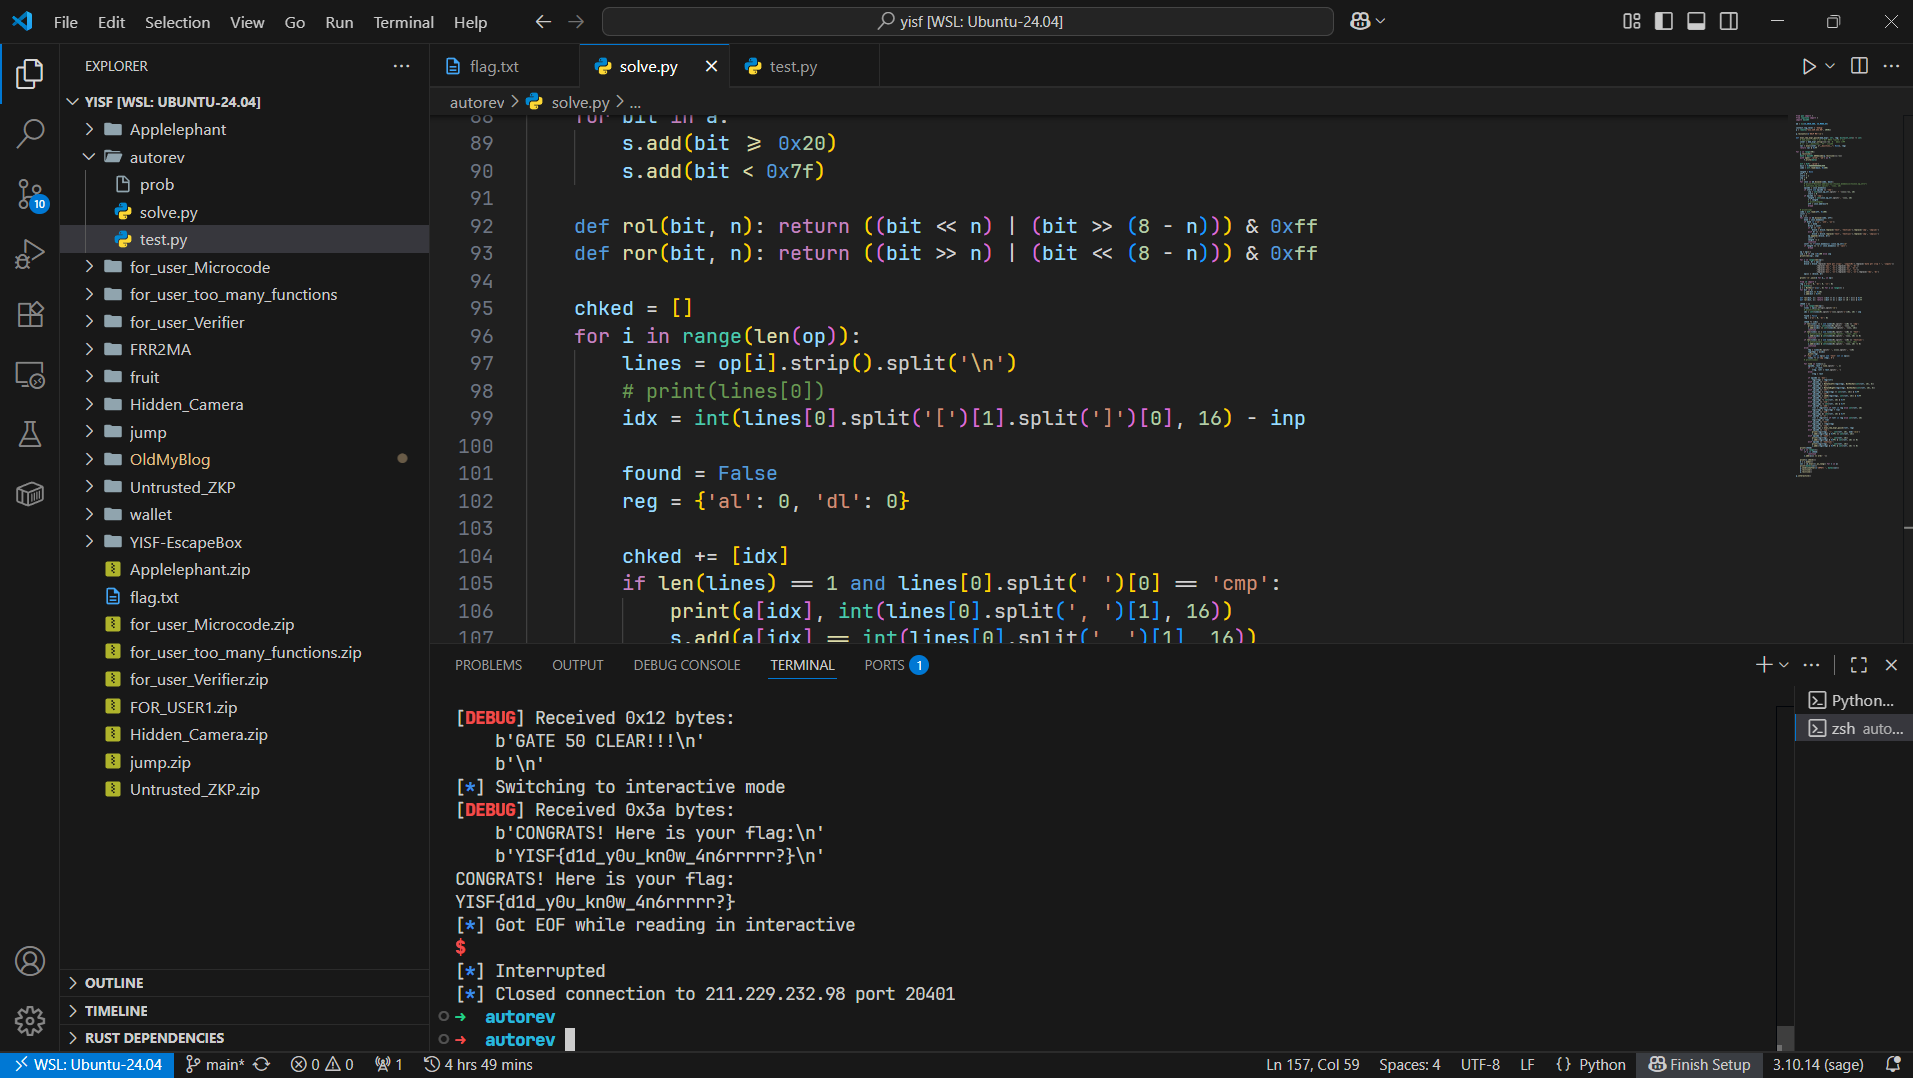 File Edit Selection View Go Run Terminal Help
yisf [WSL: Ubuntu-24.04]
EXPLORER
YISF [WSL: UBUNTU-24.04]
Applelephant
autorev
prob
solve.py
test.py
for_user_Microcode
for_user_too_many_functions
for_user_Verifier
FRR2MA
fruit
Hidden_Camera
jump
OldMyBlog
Untrusted_ZKP
wallet
YISF-EscapeBox
Applelephant.zip
flag.txt
for_user_Microcode.zip
for_user_too_many_functions.zip
for_user_Verifier.zip
FOR_USER1.zip
Hidden_Camera.zip
jump.zip
Untrusted_ZKP.zip
OUTLINE
TIMELINE
RUST DEPENDENCIES
10
flag.txt solve.py test.py
autorev > solve.py > ...
88 for bit in a:
89 s.add(bit >= 0x20)
90 s.add(bit < 0x7f)
91
92 def rol(bit, n): return ((bit << n) | (bit >> (8 - n))) & 0xff
93 def ror(bit, n): return ((bit >> n) | (bit << (8 - n))) & 0xff
94
95 chked = []
96 for i in range(len(op)):
97 lines = op[i].strip().split('\n')
98 # print(lines[0])
99 idx = int(lines[0].split('[')[1].split(']')[0], 16) - inp
100
101 found = False
102 reg = {'al': 0, 'dl': 0}
103
104 chked += [idx]
105 if len(lines) == 1 and lines[0].split(' ')[0] == 'cmp':
106 print(a[idx], int(lines[0].split(', ')[1], 16))
107 s.add(a[idx] == int(lines[0].split(', ')[1], 16))
PROBLEMS OUTPUT DEBUG CONSOLE TERMINAL PORTS 1
[DEBUG] Received 0x12 bytes:
b'GATE 50 CLEAR!!!\n'
b'\n'
[*] Switching to interactive mode
[DEBUG] Received 0x3a bytes:
b'CONGRATS! Here is your flag:\n'
b'YISF{d1d_y0u_kn0w_4n6rrrrr?}\n'
CONGRATS! Here is your flag:
YISF{d1d_y0u_kn0w_4n6rrrrr?}
[*] Got EOF while reading in interactive
$
[*] Interrupted
[*] Closed connection to 211.229.232.98 port 20401
→ autorev
→ autorev
Python...
zsh auto...
WSL: Ubuntu-24.04 main* 0 0 1 4 hrs 49 mins Ln 157, Col 59 Spaces: 4 UTF-8 LF {} Python Finish Setup 3.10.14 (sage)